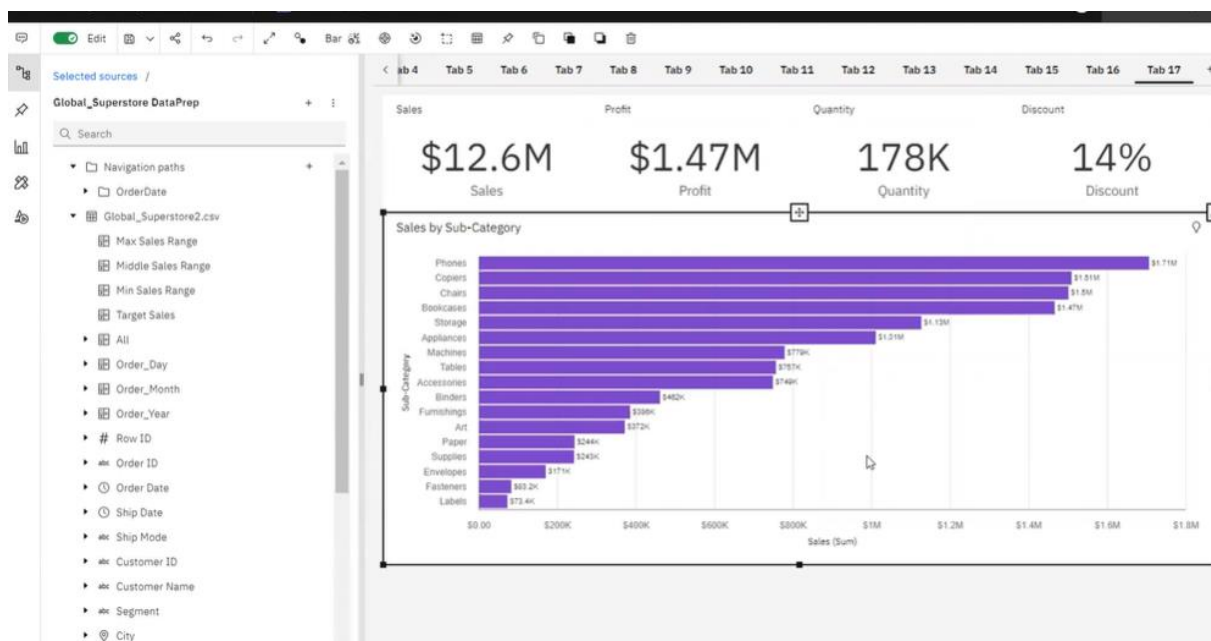 Edit
Bar
Selected sources /
Global_Superstore DataPrep
Search
Navigation paths
OrderDate
Global_Superstore2.csv
Max Sales Range
Middle Sales Range
Min Sales Range
Target Sales
All
Order_Day
Order_Month
Order_Year
# Row ID
abc Order ID
Order Date
Ship Date
abc Ship Mode
abc Customer ID
abc Customer Name
abc Segment
City
ab 4 Tab 5 Tab 6 Tab 7 Tab 8 Tab 9 Tab 10 Tab 11 Tab 12 Tab 13 Tab 14 Tab 15 Tab 16 Tab 17
Sales Profit Quantity Discount
$12.6M $1.47M 178K 14%
Sales Profit Quantity Discount
Sales by Sub-Category
Sub-Category
Phones $1.71M
Copiers $1.51M
Chairs $1.5M
Bookcases $1.47M
Storage $1.13M
Appliances $1.01M
Machines $779K
Tables $757K
Accessories $749K
Binders $462K
Furnishings
Art $372K
Paper $244K
Supplies $243K
Envelopes $171K
Fasteners $83.2K
Labels $73.4K
$0.00 $200K $400K $600K $800K $1M $1.2M $1.4M $1.6M $1.8M
Sales (Sum)